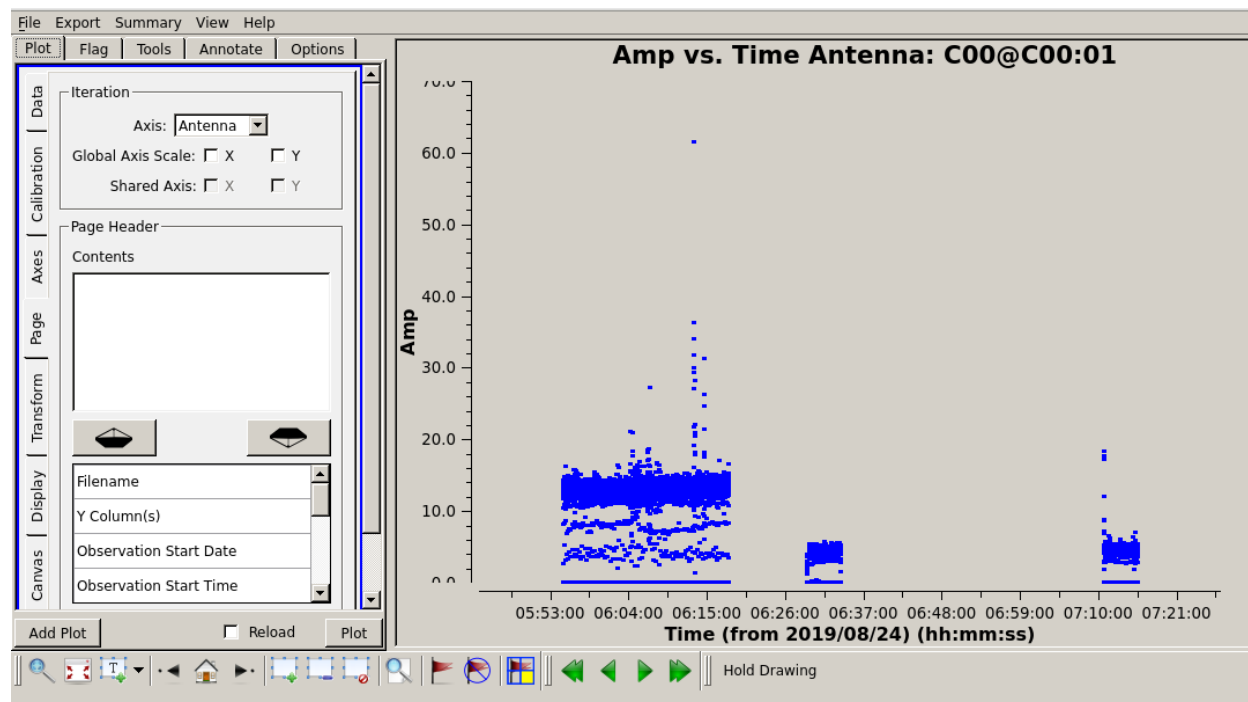 File Export Summary View Help
Plot Flag Tools Annotate Options
Data
Calibration
Axes
Page
Transform
Display
Canvas
Iteration
Axis: Antenna
Global Axis Scale: X Y
Shared Axis: X Y
Page Header
Contents
Filename
Y Column(s)
Observation Start Date
Observation Start Time
Add Plot Reload Plot
Amp vs. Time Antenna: C00@C00:01
Amp
70.0
60.0
50.0
40.0
30.0
20.0
10.0
0.0
05:53:00 06:04:00 06:15:00 06:26:00 06:37:00 06:48:00 06:59:00 07:10:00 07:21:00
Time (from 2019/08/24) (hh:mm:ss)
T
Hold Drawing